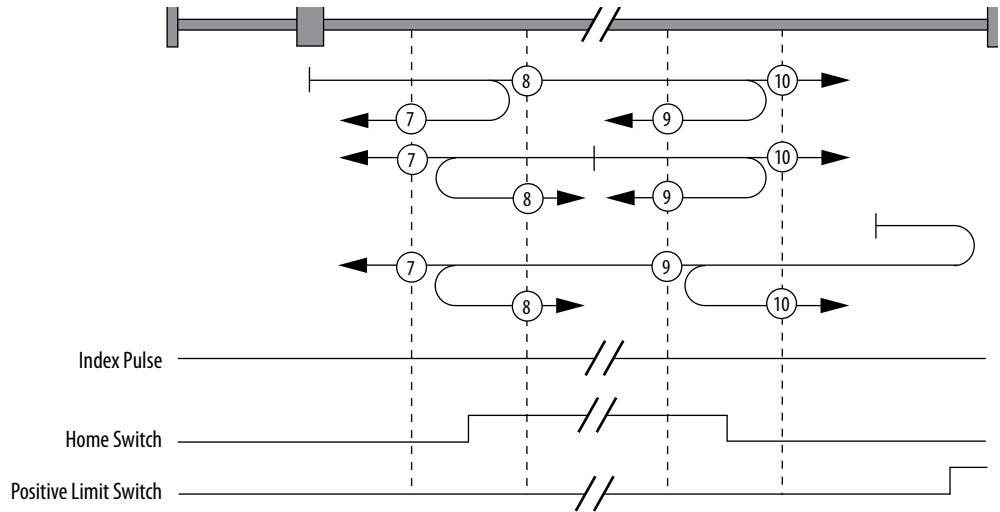 8 10
7 9
7 10
8 9
7 9
8 10
Index Pulse
Home Switch
Positive Limit Switch